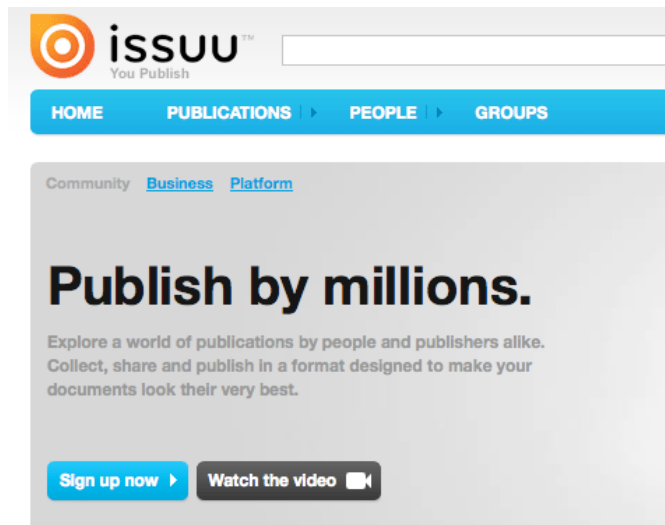 issuu™
You Publish
HOME PUBLICATIONS PEOPLE GROUPS
Community Business Platform
Publish by millions.
Explore a world of publications by people and publishers alike.
Collect, share and publish in a format designed to make your
documents look their very best.
Sign up now Watch the video